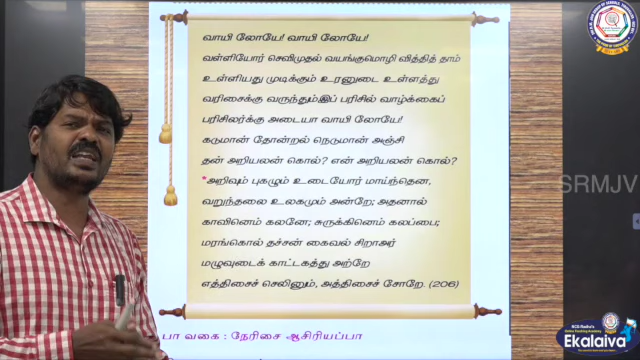 வாயி லோயே! வாயி லோயே!
வள்ளியோர் செவிமுதல் வயங்குமொழி வித்தித் தாம்
உள்ளியது முடிக்கும் உரனுடை உள்ளத்து
வரிசைக்கு வருந்தும்இப் பரிசில் வாழ்க்கைப்
பரிசிலர்க்கு அடையா வாயி லோயே!
கடுமான் தோன்றல் நெடுமான் அஞ்சி
தன் அறியலன் கொல்? என் அறியலன் கொல்?
*அறிவும் புகழும் உடையோர் மாய்ந்தென,
வறுந்தலை உலகமும் அன்றே; அதனால்
காவினெம் கலனே; சுருக்கினெம் கலப்பை;
மரங்கொல் தச்சன் கைவல் சிறாஅர்
மழுவுடைக் காட்டகத்து அற்றே
எத்திசைச் செலினும், அத்திசைச் சோறே. (206)
பா வகை : நேரிசை ஆசிரியப்பா
SRMJV
Ekalaiva